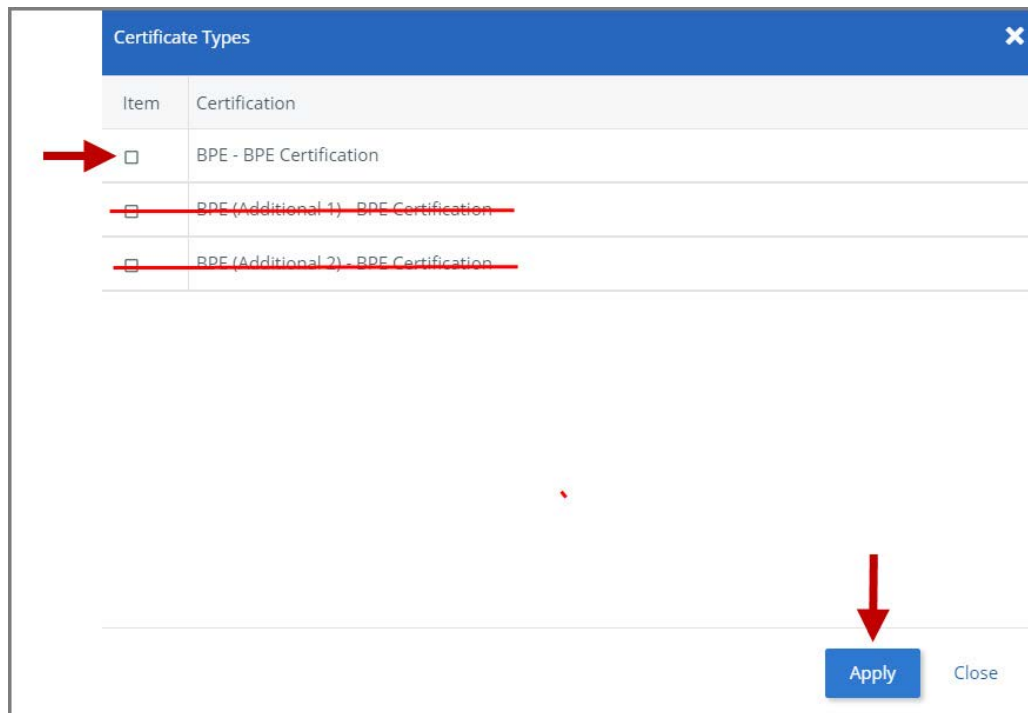 Certificate Types
Item Certification
BPE - BPE Certification
BPE (Additional 1) - BPE Certification
BPE (Additional 2) - BPE Certification
Apply Close